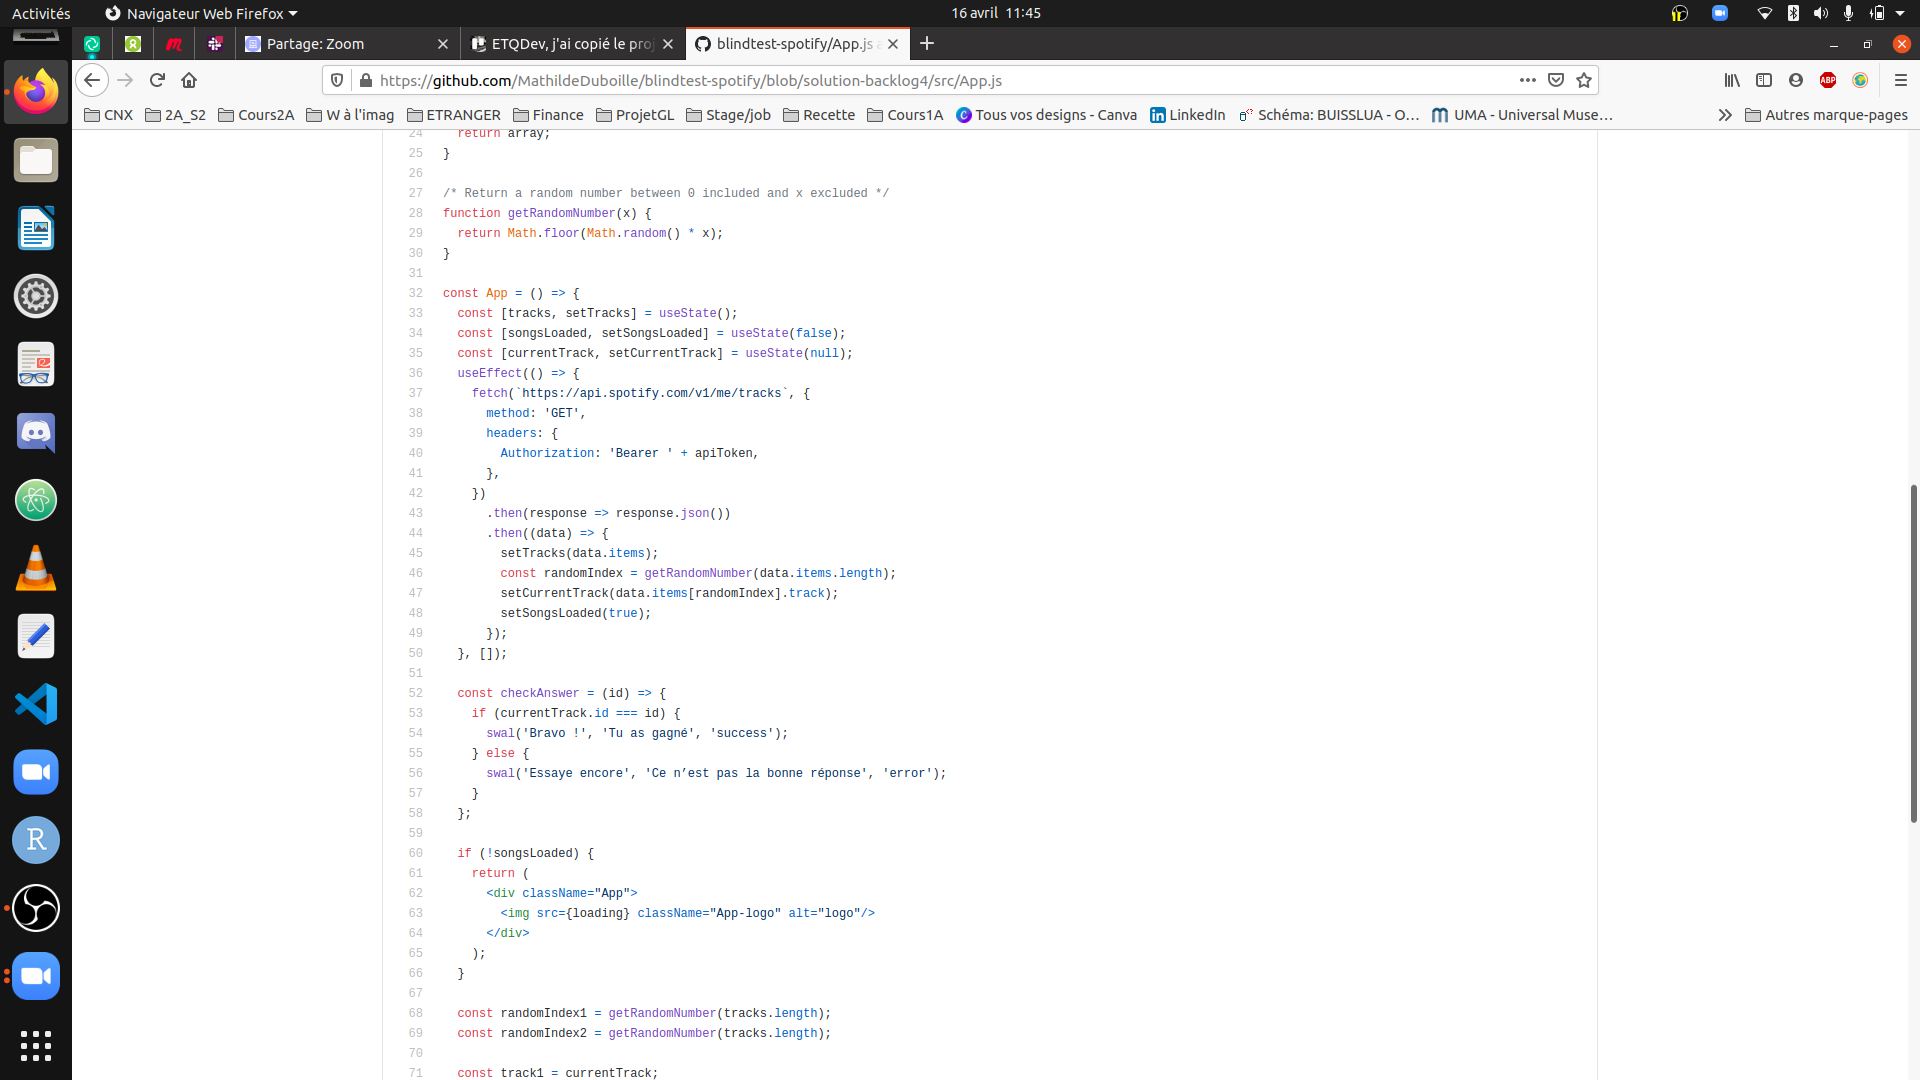 Activités
Navigateur Web Firefox
16 avril 11:45
Partage: Zoom
ETQDev, j'ai copié le proj
blindtest-spotify/App.js a
https://github.com/MathildeDuboille/blindtest-spotify/blob/solution-backlog4/src/App.js
ABP
CNX
2A_S2
Cours2A
W à l'imag
ETRANGER
Finance
ProjetGL
Stage/job
Recette
Cours1A
Tous vos designs - Canva
LinkedIn
Schéma: BUISSLUA - O…
UMA - Universal Muse…
Autres marque-pages
24 return array;
25 }
26
27 /* Return a random number between 0 included and x excluded */
28 function getRandomNumber(x) {
29 return Math.floor(Math.random() * x);
30 }
31
32 const App = () => {
33 const [tracks, setTracks] = useState();
34 const [songsLoaded, setSongsLoaded] = useState(false);
35 const [currentTrack, setCurrentTrack] = useState(null);
36 useEffect(() => {
37 fetch(`https://api.spotify.com/v1/me/tracks`, {
38 method: 'GET',
39 headers: {
40 Authorization: 'Bearer ' + apiToken,
41 },
42 })
43 .then(response => response.json())
44 .then((data) => {
45 setTracks(data.items);
46 const randomIndex = getRandomNumber(data.items.length);
47 setCurrentTrack(data.items[randomIndex].track);
48 setSongsLoaded(true);
49 });
50 }, []);
51
52 const checkAnswer = (id) => {
53 if (currentTrack.id === id) {
54 swal('Bravo !', 'Tu as gagné', 'success');
55 } else {
56 swal('Essaye encore', 'Ce n’est pas la bonne réponse', 'error');
57 }
58 };
59
60 if (!songsLoaded) {
61 return (
62 <div className="App">
63 <img src={loading} className="App-logo" alt="logo"/>
64 </div>
65 );
66 }
67
68 const randomIndex1 = getRandomNumber(tracks.length);
69 const randomIndex2 = getRandomNumber(tracks.length);
70
71 const track1 = currentTrack;
R